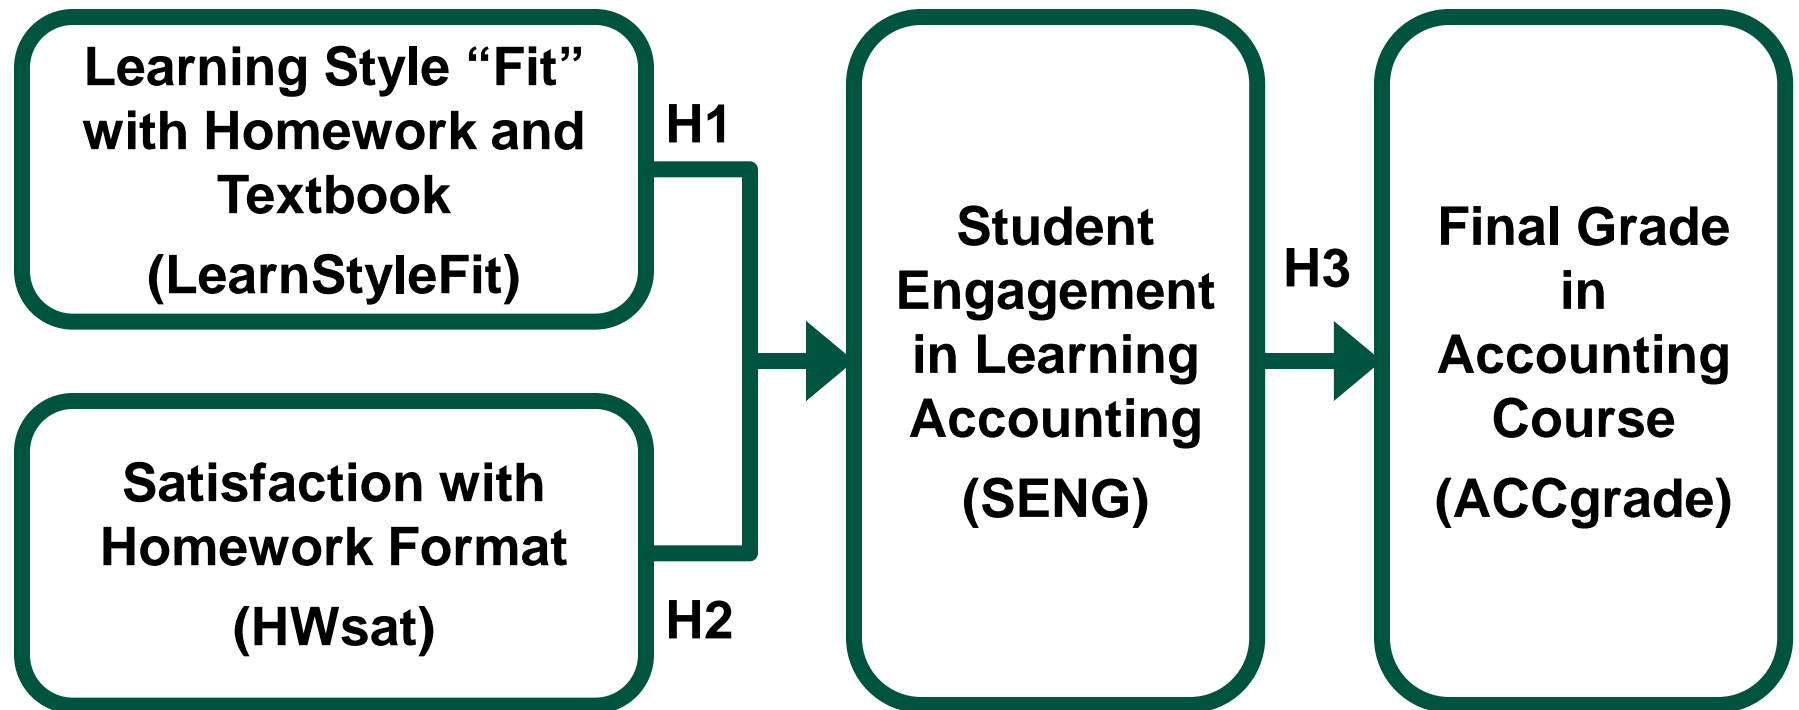 Learning Style “Fit”
with Homework and
Textbook
(LearnStyleFit)
H1
Satisfaction with
Homework Format
(HWsat)
H2
Student
Engagement
in Learning
Accounting
(SENG)
H3
Final Grade
in
Accounting
Course
(ACCgrade)